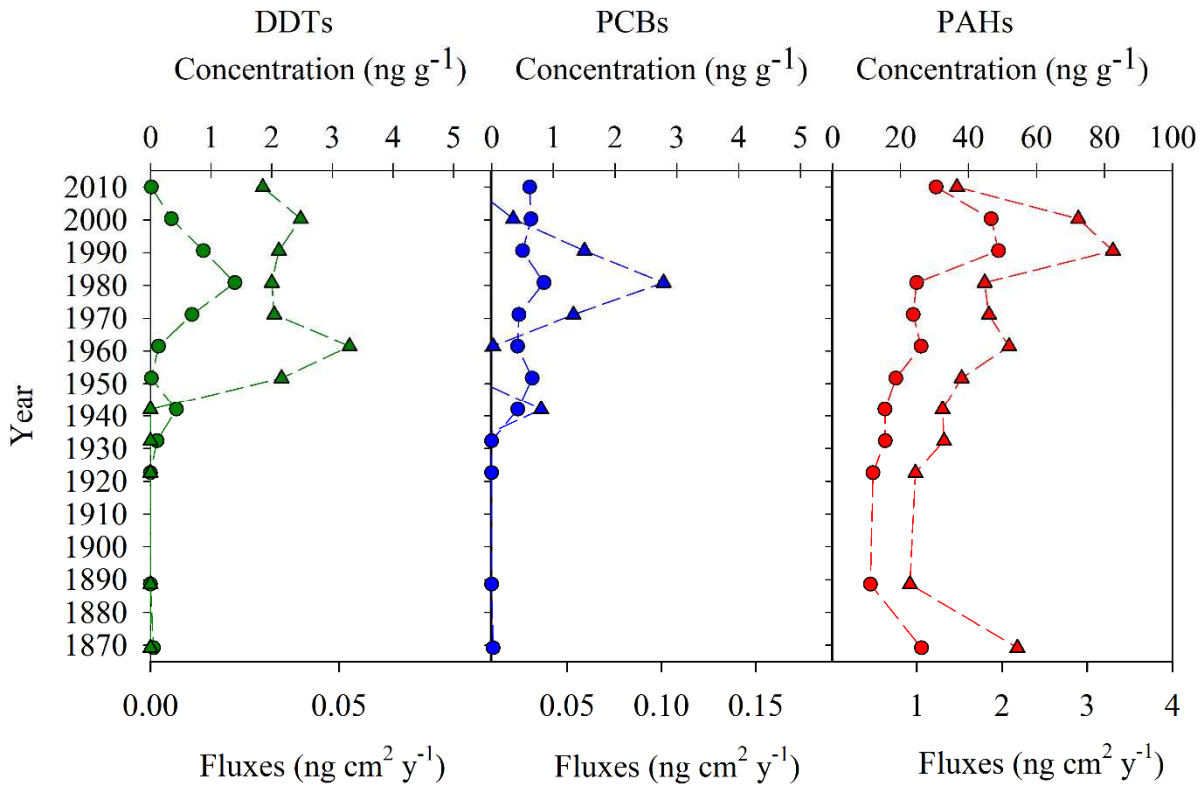 DDTs PCBs PAHs
Concentration (ng g-1) Concentration (ng g-1) Concentration (ng g-1)
0 1 2 3 4 5 0 1 2 3 4 5 0 20 40 60 80 100
2010
2000
1990
1980
1970
1960
1950
1940
1930
1920
1910
1900
1890
1880
1870
Year
0.00 0.05 0.05 0.10 0.15 1 2 3 4
Fluxes (ng cm2 y-1) Fluxes (ng cm2 y-1) Fluxes (ng cm2 y-1)